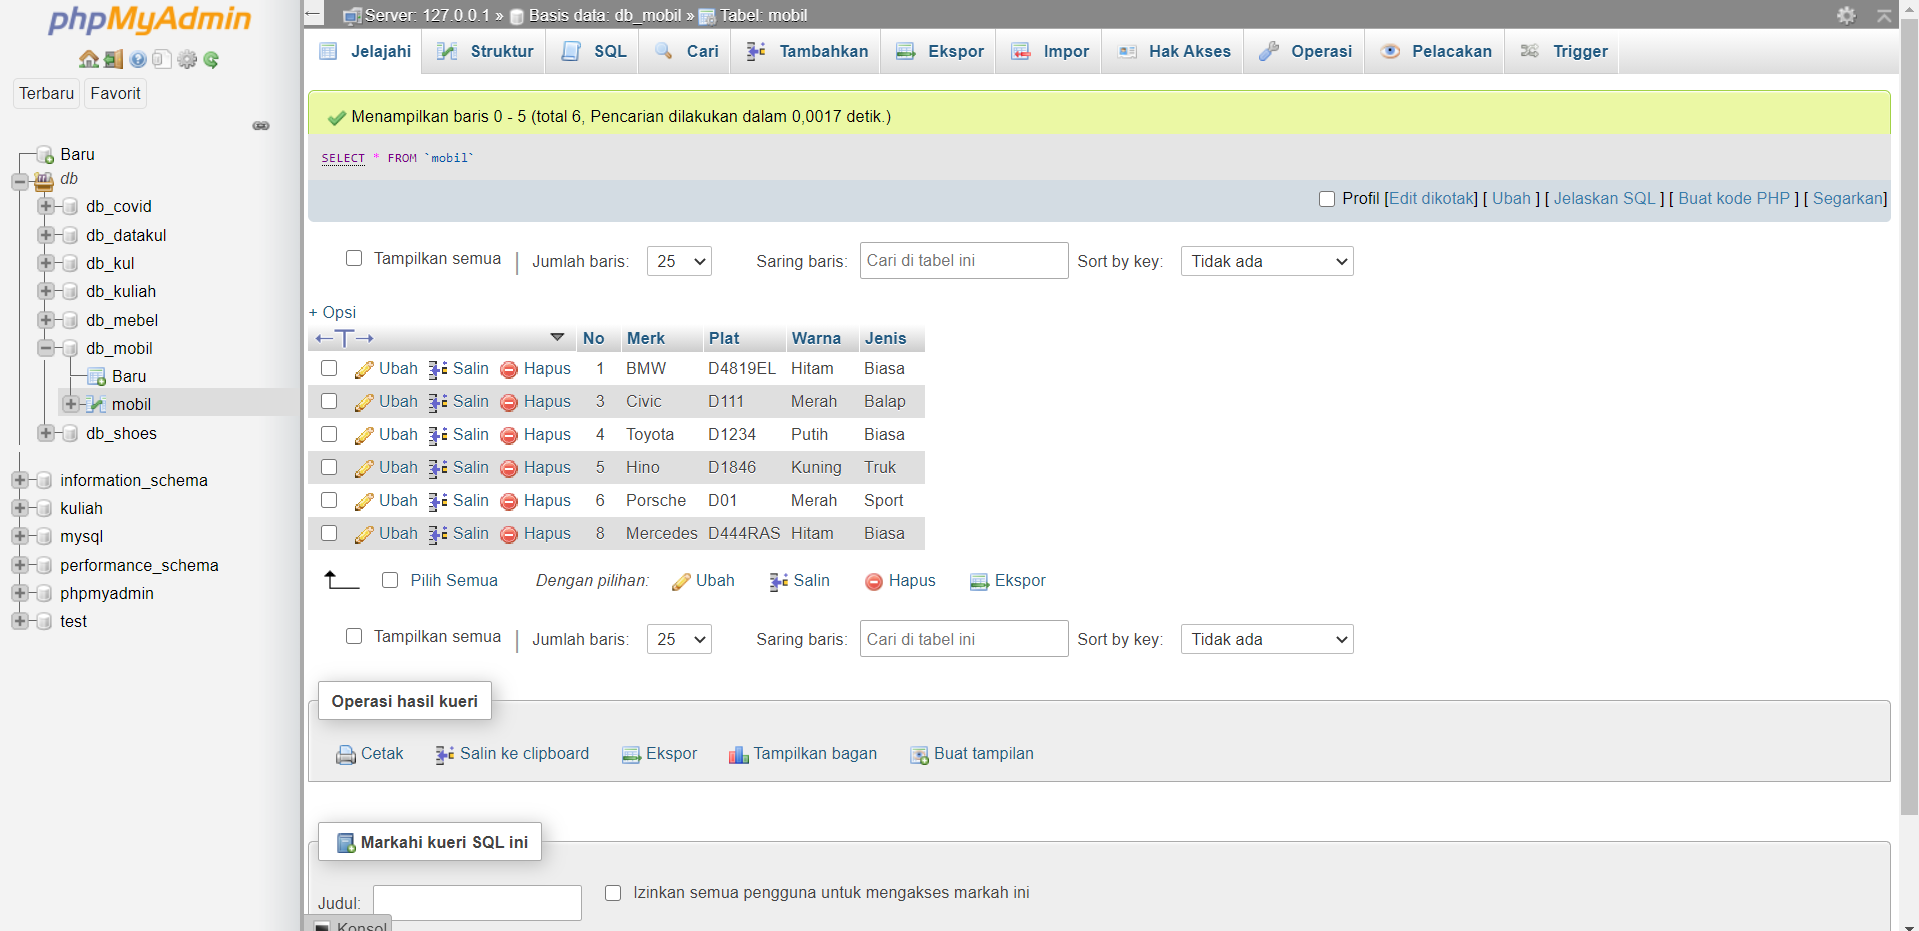 phpMyAdmin
Terbaru Favorit
Baru
db
db_covid
db_datakul
db_kul
db_kuliah
db_mebel
db_mobil
Baru
mobil
db_shoes
information_schema
kuliah
mysql
performance_schema
phpmyadmin
test
Server: 127.0.0.1 » Basis data: db_mobil » Tabel: mobil
Jelajahi Struktur SQL Cari Tambahkan Ekspor Impor Hak Akses Operasi Pelacakan Trigger
Menampilkan baris 0 - 5 (total 6, Pencarian dilakukan dalam 0,0017 detik.)
SELECT * FROM `mobil`
Profil [Edit dikotak] [ Ubah ] [ Jelaskan SQL ] [ Buat kode PHP ] [ Segarkan]
Tampilkan semua | Jumlah baris: 25 Saring baris: Cari di tabel ini Sort by key: Tidak ada
+ Opsi
←T→ No Merk Plat Warna Jenis
Ubah Salin Hapus 1 BMW D4819EL Hitam Biasa
Ubah Salin Hapus 3 Civic D111 Merah Balap
Ubah Salin Hapus 4 Toyota D1234 Putih Biasa
Ubah Salin Hapus 5 Hino D1846 Kuning Truk
Ubah Salin Hapus 6 Porsche D01 Merah Sport
Ubah Salin Hapus 8 Mercedes D444RAS Hitam Biasa
Pilih Semua Dengan pilihan: Ubah Salin Hapus Ekspor
Tampilkan semua | Jumlah baris: 25 Saring baris: Cari di tabel ini Sort by key: Tidak ada
Operasi hasil kueri
Cetak Salin ke clipboard Ekspor Tampilkan bagan Buat tampilan
Markahi kueri SQL ini
Judul: Izinkan semua pengguna untuk mengakses markah ini
Konsol